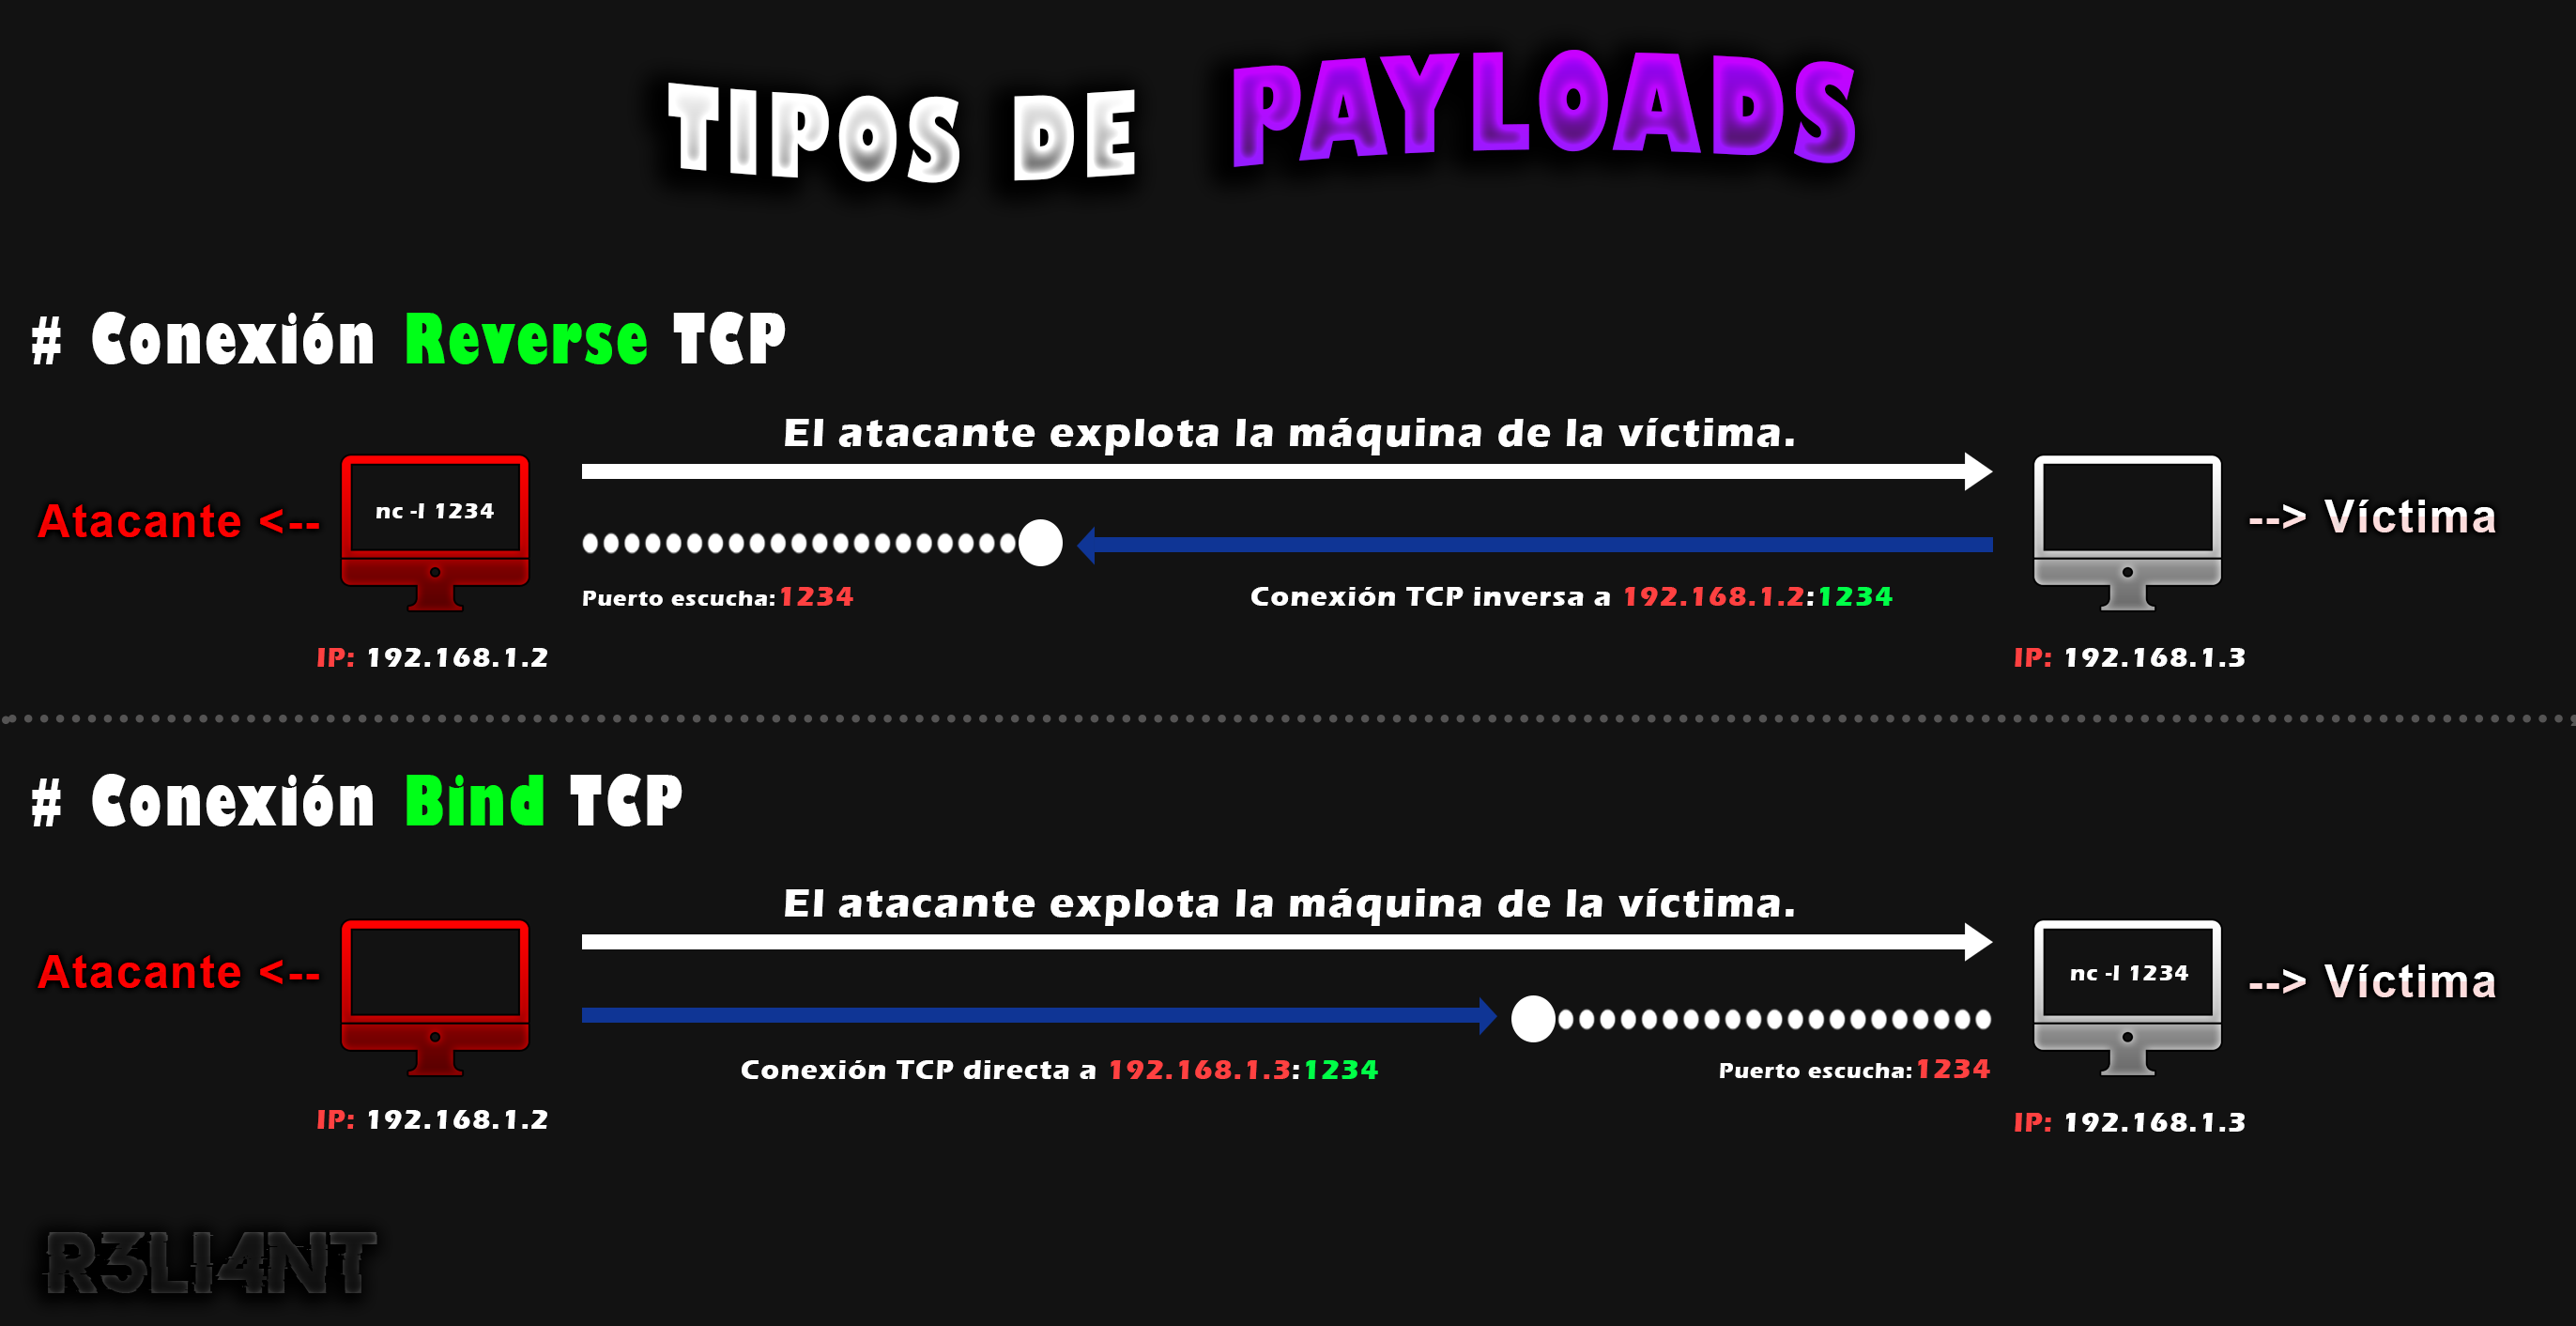 TIPOS DE PAYLOADS
# Conexión Reverse TCP
El atacante explota la máquina de la víctima.
Atacante <--
nc -l 1234
--> Víctima
Puerto escucha:1234
Conexión TCP inversa a 192.168.1.2:1234
IP: 192.168.1.2
IP: 192.168.1.3
# Conexión Bind TCP
El atacante explota la máquina de la víctima.
Atacante <--
nc -l 1234
--> Víctima
Conexión TCP directa a 192.168.1.3:1234
Puerto escucha:1234
IP: 192.168.1.2
IP: 192.168.1.3
R3LI4NT